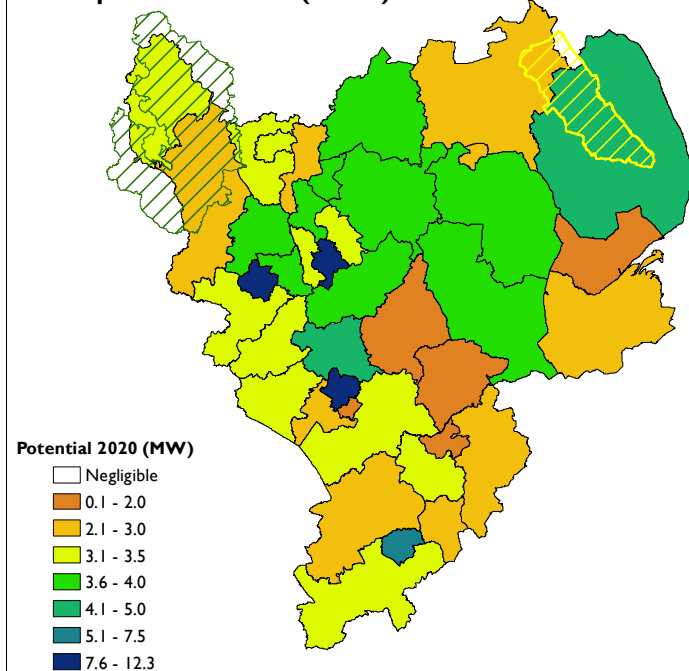 Potential 2020 (MW)
Negligible
0.1 - 2.0
2.1 - 3.0
3.1 - 3.5
3.6 - 4.0
4.1 - 5.0
5.1 - 7.5
7.6 - 12.3